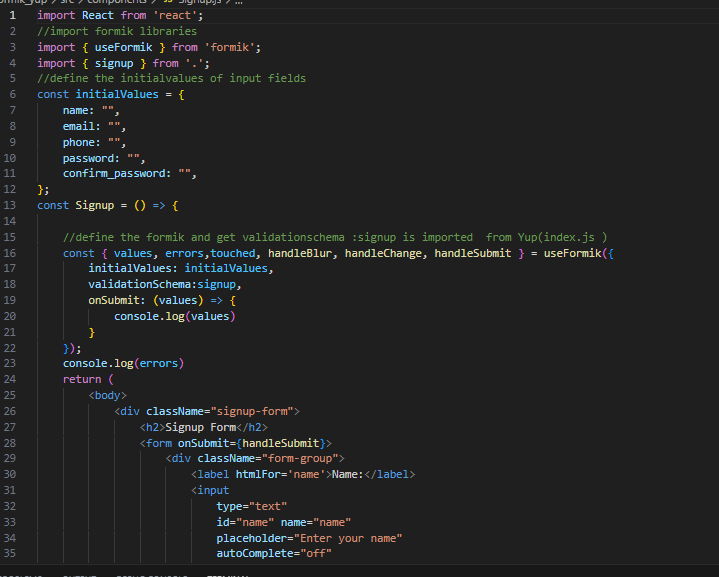 src components Signup.js ...
1 import React from 'react';
2 //import formik libraries
3 import { useFormik } from 'formik';
4 import { signup } from '.';
5 //define the initialvalues of input fields
6 const initialValues = {
7 name: "",
8 email: "",
9 phone: "",
10 password: "",
11 confirm_password: "",
12 };
13 const Signup = () => {
14
15 //define the formik and get validationschema :signup is imported  from Yup(index.js )
16 const { values, errors,touched, handleBlur, handleChange, handleSubmit } = useFormik({
17 initialValues: initialValues,
18 validationSchema:signup,
19 onSubmit: (values) => {
20 console.log(values)
21 }
22 });
23 console.log(errors)
24 return (
25 <body>
26 <div className="signup-form">
27 <h2>Signup Form</h2>
28 <form onSubmit={handleSubmit}>
29 <div className="form-group">
30 <label htmlFor='name'>Name:</label>
31 <input
32 type="text"
33 id="name" name="name"
34 placeholder="Enter your name"
35 autoComplete="off"